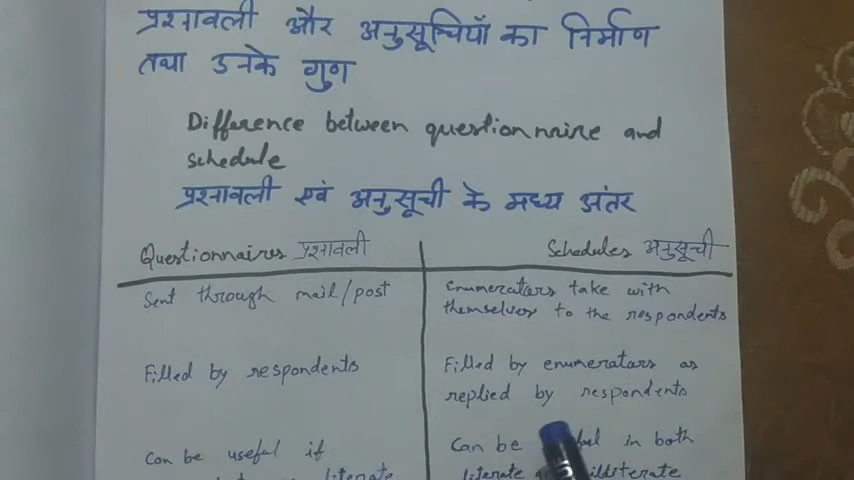 प्रश्नावली और अनुसूचियों का निर्माण
तथा उनके गुण
Difference between questionnaire and
schedule
प्रश्नावली एवं अनुसूची के मध्य अंतर
Questionnaires प्रश्नावली
Schedules अनुसूची
Sent through mail/post
Enumerators take with
themselves to the respondents
Filled by respondents
Filled by enumerators as
replied by respondents
Can be useful if
literate
Can be in both
literate illiterate